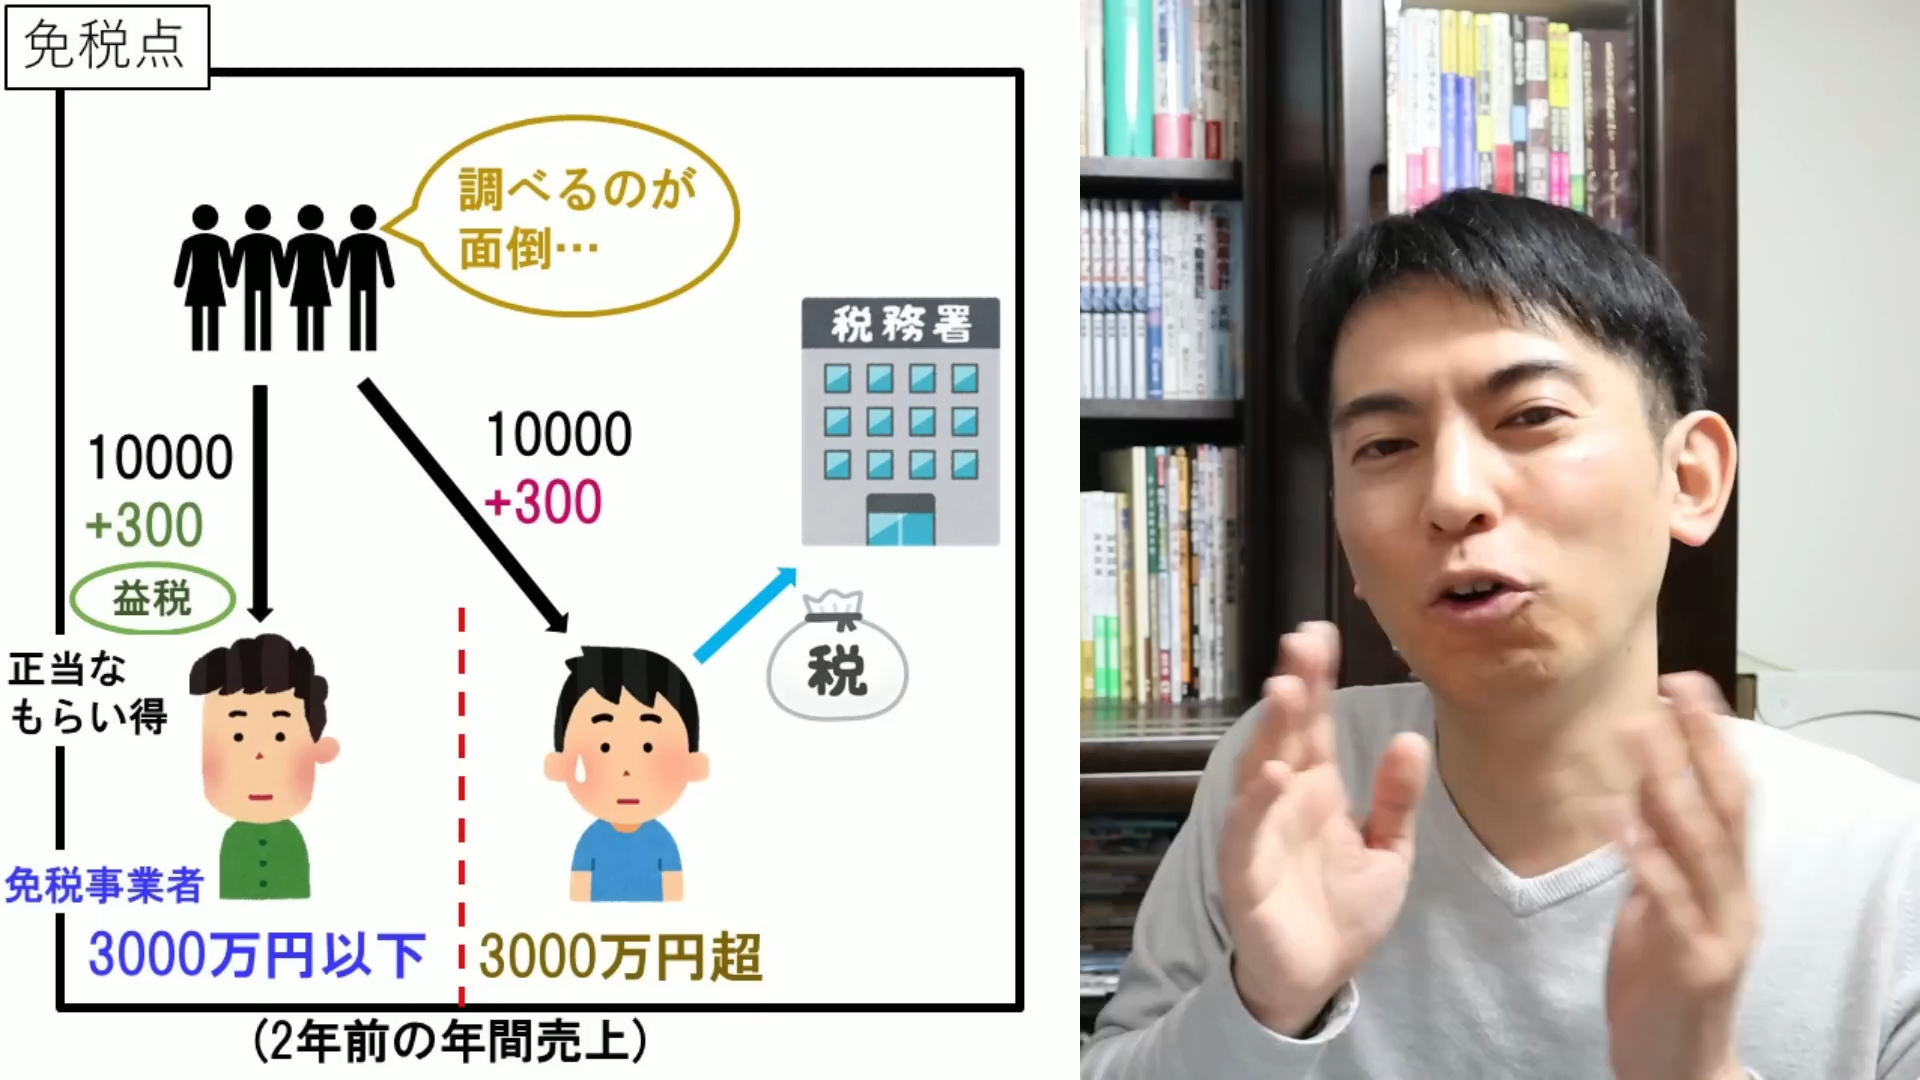 免税点
調べるのが
面倒…
税務署
10000
+300
10000
+300
益税
税
正当な
もらい得
免税事業者
3000万円以下
3000万円超
(2年前の年間売上)